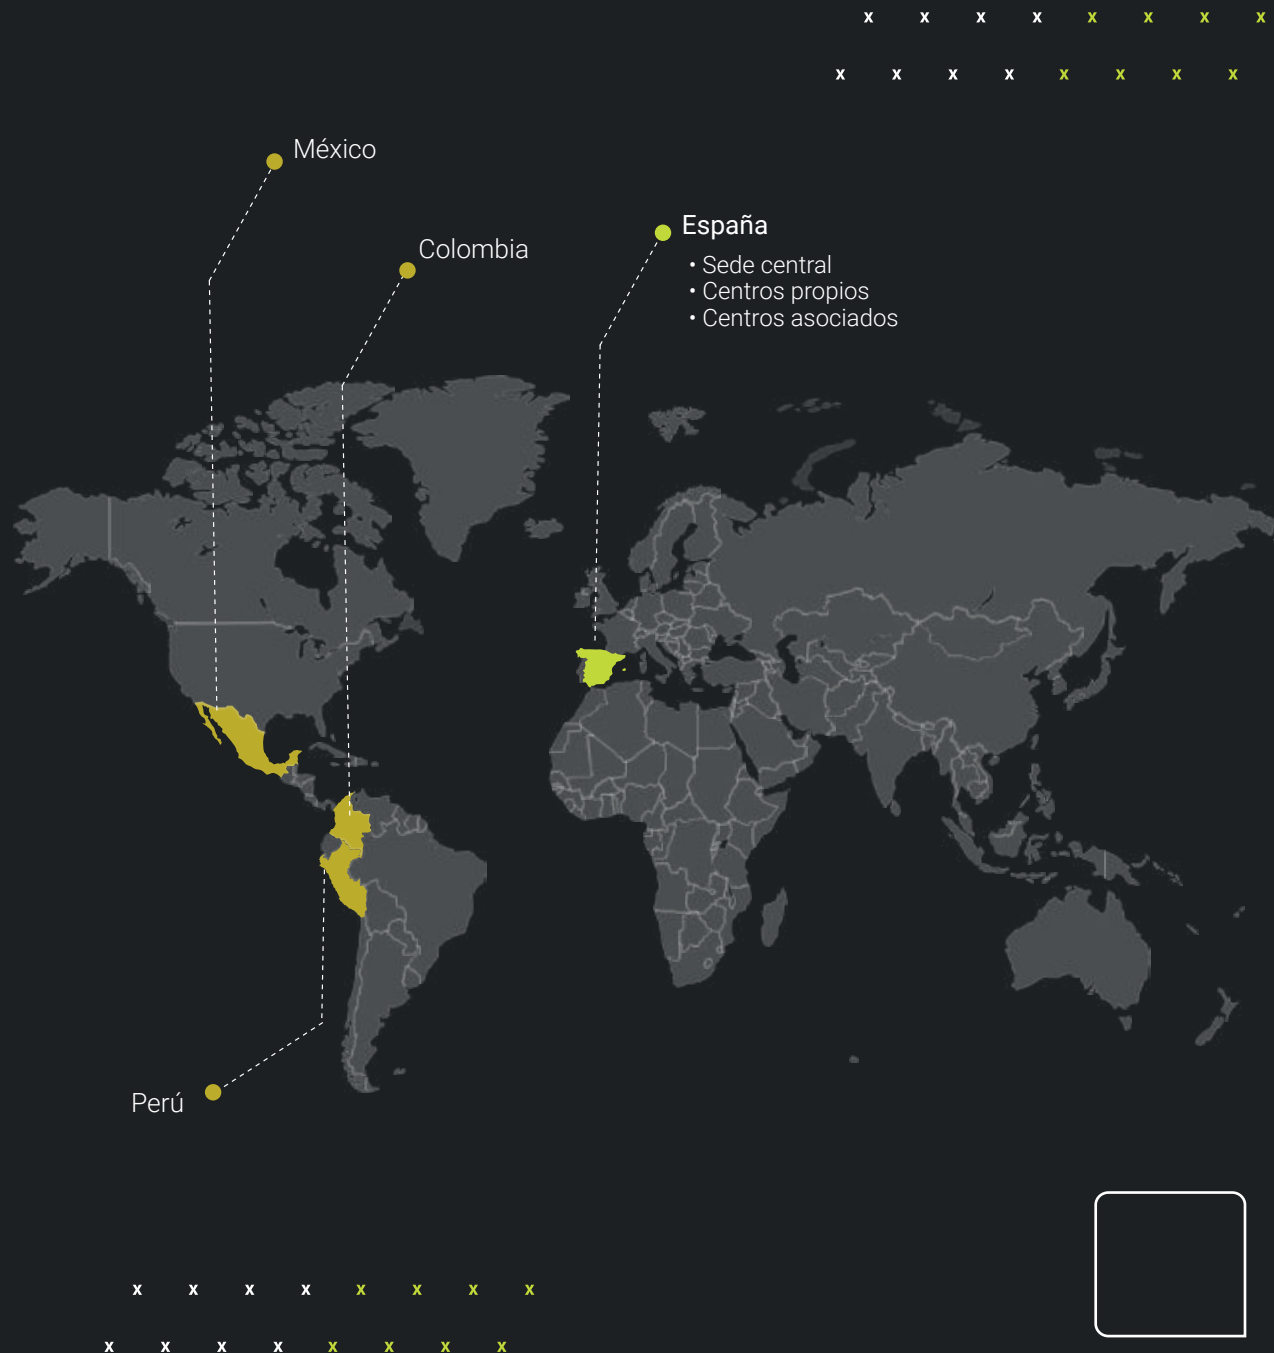 x x x x x x x x
x x x x x x x x
México
Colombia
España
• Sede central
• Centros propios
• Centros asociados
Perú
x x x x x x x x
x x x x x x x x